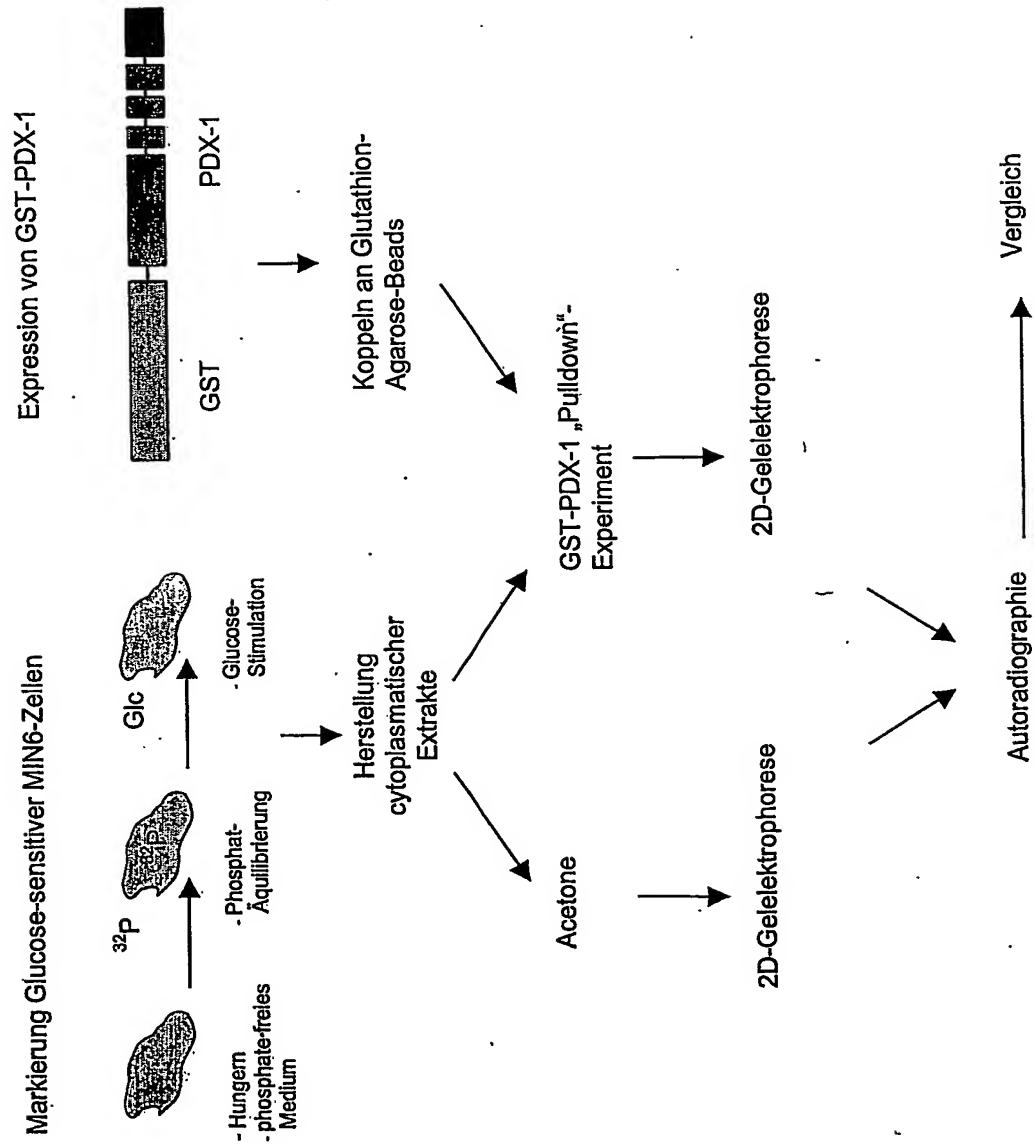 Markierung Glucose-sensitiver MIN6-Zellen
Expression von GST-PDX-1
32P
32P
Glc
GST
PDX-1
- Hungern
- phosphate-freies
Medium
- Phosphat-
Äquilibrierung
- Glucose-
Stimulation
Herstellung
cytoplasmatischer
Extrakte
Koppeln an Glutathion-
Agarose-Beads
Acetone
GST-PDX-1 „Pulldown“-
Experiment
2D-Gelelektrophorese
2D-Gelelektrophorese
Autoradiographie
Vergleich